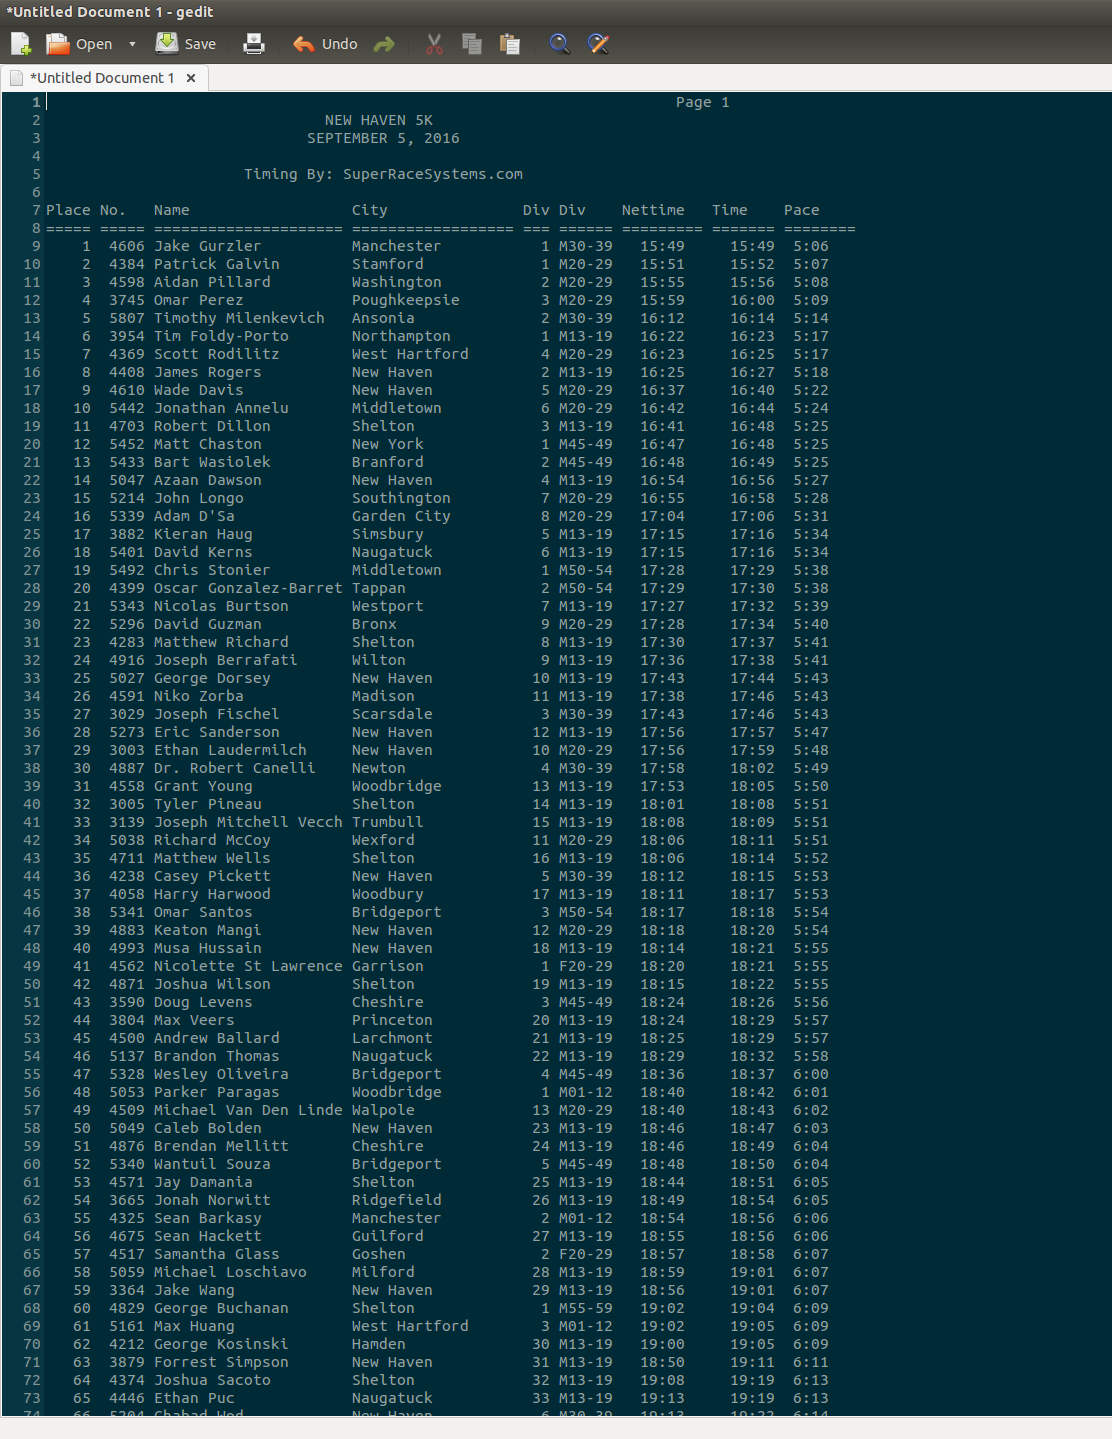 *Untitled Document 1 - gedit
Open Save Undo
*Untitled Document 1 ×
1 Page 1
2 NEW HAVEN 5K
3 SEPTEMBER 5, 2016
4
5 Timing By: SuperRaceSystems.com
6
7 Place No. Name City Div Div Nettime Time Pace
8 ===== ===== ===================== ================== === ====== ========= ======= ========
9 1 4606 Jake Gurzler Manchester 1 M30-39 15:49 15:49 5:06
10 2 4384 Patrick Galvin Stamford 1 M20-29 15:51 15:52 5:07
11 3 4598 Aidan Pillard Washington 2 M20-29 15:55 15:56 5:08
12 4 3745 Omar Perez Poughkeepsie 3 M20-29 15:59 16:00 5:09
13 5 5807 Timothy Milenkevich Ansonia 2 M30-39 16:12 16:14 5:14
14 6 3954 Tim Foldy-Porto Northampton 1 M13-19 16:22 16:23 5:17
15 7 4369 Scott Rodilitz West Hartford 4 M20-29 16:23 16:25 5:17
16 8 4408 James Rogers New Haven 2 M13-19 16:25 16:27 5:18
17 9 4610 Wade Davis New Haven 5 M20-29 16:37 16:40 5:22
18 10 5442 Jonathan Annelu Middletown 6 M20-29 16:42 16:44 5:24
19 11 4703 Robert Dillon Shelton 3 M13-19 16:41 16:48 5:25
20 12 5452 Matt Chaston New York 1 M45-49 16:47 16:48 5:25
21 13 5433 Bart Wasiolek Branford 2 M45-49 16:48 16:49 5:25
22 14 5047 Azaan Dawson New Haven 4 M13-19 16:54 16:56 5:27
23 15 5214 John Longo Southington 7 M20-29 16:55 16:58 5:28
24 16 5339 Adam D'Sa Garden City 8 M20-29 17:04 17:06 5:31
25 17 3882 Kieran Haug Simsbury 5 M13-19 17:15 17:16 5:34
26 18 5401 David Kerns Naugatuck 6 M13-19 17:15 17:16 5:34
27 19 5492 Chris Stonier Middletown 1 M50-54 17:28 17:29 5:38
28 20 4399 Oscar Gonzalez-Barret Tappan 2 M50-54 17:29 17:30 5:38
29 21 5343 Nicolas Burtson Westport 7 M13-19 17:27 17:32 5:39
30 22 5296 David Guzman Bronx 9 M20-29 17:28 17:34 5:40
31 23 4283 Matthew Richard Shelton 8 M13-19 17:30 17:37 5:41
32 24 4916 Joseph Berrafati Wilton 9 M13-19 17:36 17:38 5:41
33 25 5027 George Dorsey New Haven 10 M13-19 17:43 17:44 5:43
34 26 4591 Niko Zorba Madison 11 M13-19 17:38 17:46 5:43
35 27 3029 Joseph Fischel Scarsdale 3 M30-39 17:43 17:46 5:43
36 28 5273 Eric Sanderson New Haven 12 M13-19 17:56 17:57 5:47
37 29 3003 Ethan Laudermilch New Haven 10 M20-29 17:56 17:59 5:48
38 30 4887 Dr. Robert Canelli Newton 4 M30-39 17:58 18:02 5:49
39 31 4558 Grant Young Woodbridge 13 M13-19 17:53 18:05 5:50
40 32 3005 Tyler Pineau Shelton 14 M13-19 18:01 18:08 5:51
41 33 3139 Joseph Mitchell Vecch Trumbull 15 M13-19 18:08 18:09 5:51
42 34 5038 Richard McCoy Wexford 11 M20-29 18:06 18:11 5:51
43 35 4711 Matthew Wells Shelton 16 M13-19 18:06 18:14 5:52
44 36 4238 Casey Pickett New Haven 5 M30-39 18:12 18:15 5:53
45 37 4058 Harry Harwood Woodbury 17 M13-19 18:11 18:17 5:53
46 38 5341 Omar Santos Bridgeport 3 M50-54 18:17 18:18 5:54
47 39 4883 Keaton Mangi New Haven 12 M20-29 18:18 18:20 5:54
48 40 4993 Musa Hussain New Haven 18 M13-19 18:14 18:21 5:55
49 41 4562 Nicolette St Lawrence Garrison 1 F20-29 18:20 18:21 5:55
50 42 4871 Joshua Wilson Shelton 19 M13-19 18:15 18:22 5:55
51 43 3590 Doug Levens Cheshire 3 M45-49 18:24 18:26 5:56
52 44 3804 Max Veers Princeton 20 M13-19 18:24 18:29 5:57
53 45 4500 Andrew Ballard Larchmont 21 M13-19 18:25 18:29 5:57
54 46 5137 Brandon Thomas Naugatuck 22 M13-19 18:29 18:32 5:58
55 47 5328 Wesley Oliveira Bridgeport 4 M45-49 18:36 18:37 6:00
56 48 5053 Parker Paragas Woodbridge 1 M01-12 18:40 18:42 6:01
57 49 4509 Michael Van Den Linde Walpole 13 M20-29 18:40 18:43 6:02
58 50 5049 Caleb Bolden New Haven 23 M13-19 18:46 18:47 6:03
59 51 4876 Brendan Mellitt Cheshire 24 M13-19 18:46 18:49 6:04
60 52 5340 Wantuil Souza Bridgeport 5 M45-49 18:48 18:50 6:04
61 53 4571 Jay Damania Shelton 25 M13-19 18:44 18:51 6:05
62 54 3665 Jonah Norwitt Ridgefield 26 M13-19 18:49 18:54 6:05
63 55 4325 Sean Barkasy Manchester 2 M01-12 18:54 18:56 6:06
64 56 4675 Sean Hackett Guilford 27 M13-19 18:55 18:56 6:06
65 57 4517 Samantha Glass Goshen 2 F20-29 18:57 18:58 6:07
66 58 5059 Michael Loschiavo Milford 28 M13-19 18:59 19:01 6:07
67 59 3364 Jake Wang New Haven 29 M13-19 18:56 19:01 6:07
68 60 4829 George Buchanan Shelton 1 M55-59 19:02 19:04 6:09
69 61 5161 Max Huang West Hartford 3 M01-12 19:02 19:05 6:09
70 62 4212 George Kosinski Hamden 30 M13-19 19:00 19:05 6:09
71 63 3879 Forrest Simpson New Haven 31 M13-19 18:50 19:11 6:11
72 64 4374 Joshua Sacoto Shelton 32 M13-19 19:08 19:19 6:13
73 65 4446 Ethan Puc Naugatuck 33 M13-19 19:13 19:19 6:13
74 66 5204 New Haven 6 M30-39 19:13 19:22 6:14